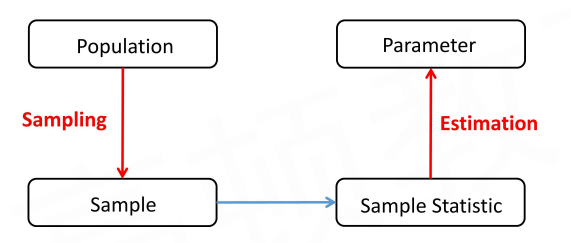 Population
Parameter
Sampling
Estimation
Sample
Sample Statistic